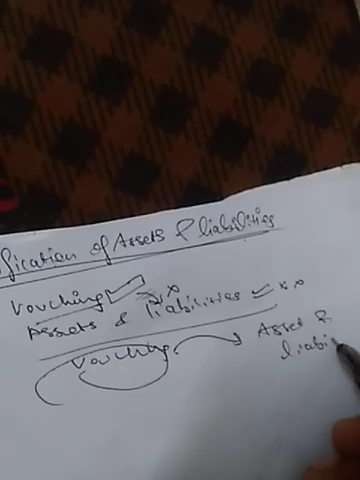 fication of Assets & liabilities
Vouching
Assets & liabilities
Vouching
Asset &
liabi